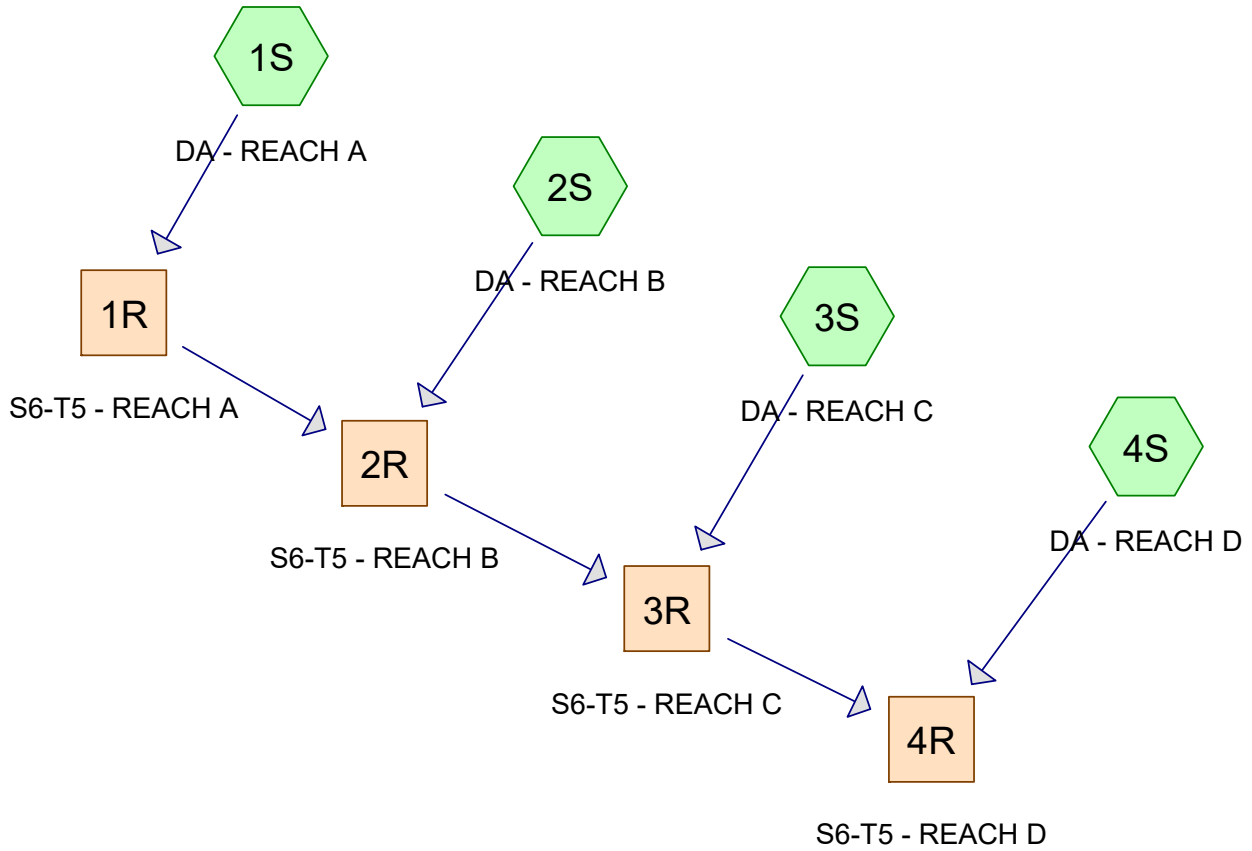 1S
DA - REACH A
2S
DA - REACH B
1R
3S
S6-T5 - REACH A
DA - REACH C
2R
4S
S6-T5 - REACH B
DA - REACH D
3R
S6-T5 - REACH C
4R
S6-T5 - REACH D